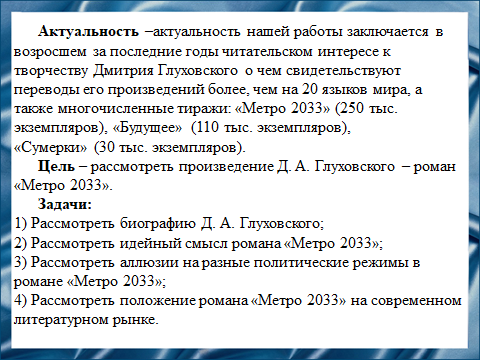 Актуальность –актуальность нашей работы заключается в
возросшем за последние годы читательском интересе к
творчеству Дмитрия Глуховского о чем свидетельствуют
переводы его произведений более, чем на 20 языков мира, а
также многочисленные тиражи: «Метро 2033» (250 тыс.
экземпляров), «Будущее» (110 тыс. экземпляров),
«Сумерки» (30 тыс. экземпляров).
Цель – рассмотреть произведение Д. А. Глуховского – роман
«Метро 2033».
Задачи:
1) Рассмотреть биографию Д. А. Глуховского;
2) Рассмотреть идейный смысл романа «Метро 2033»;
3) Рассмотреть аллюзии на разные политические режимы в
романе «Метро 2033»;
4) Рассмотреть положение романа «Метро 2033» на современном
литературном рынке.